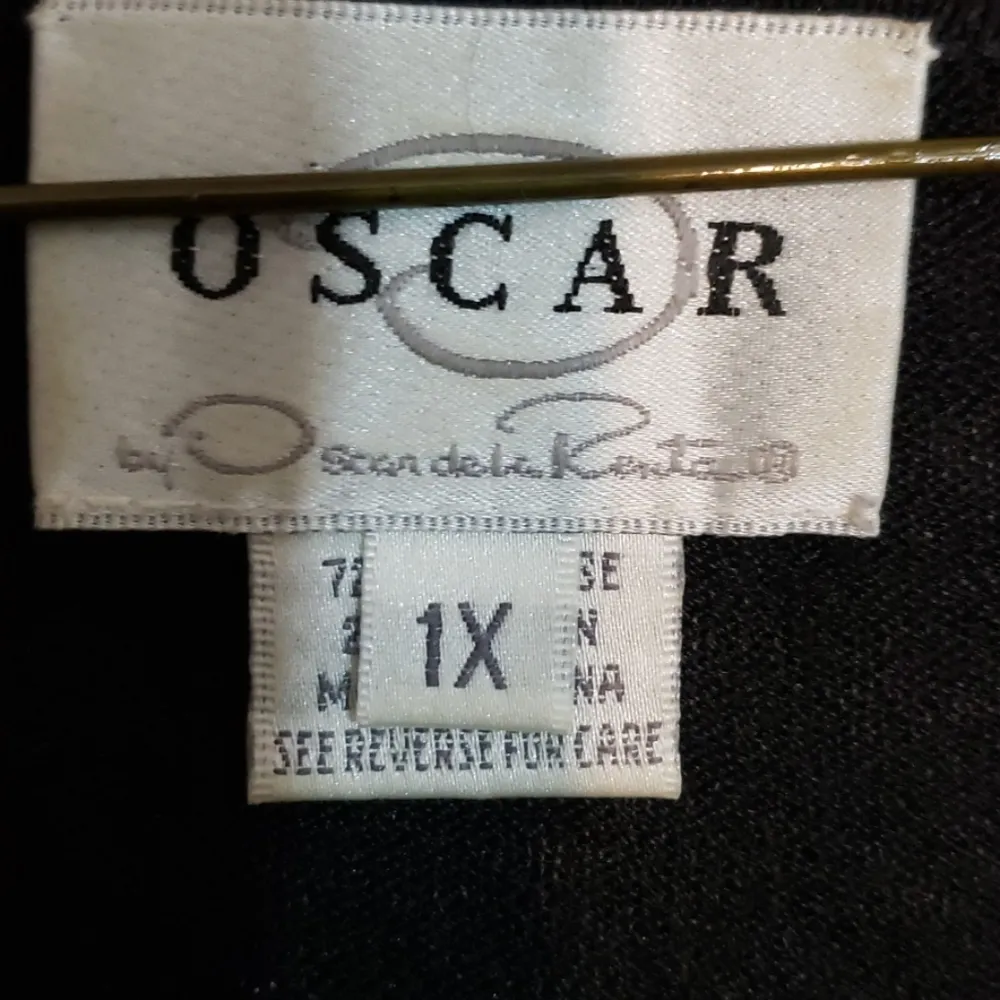 OSCAR
by Oscar de la Renta ®
1X
SEE REVERSE FOR CARE